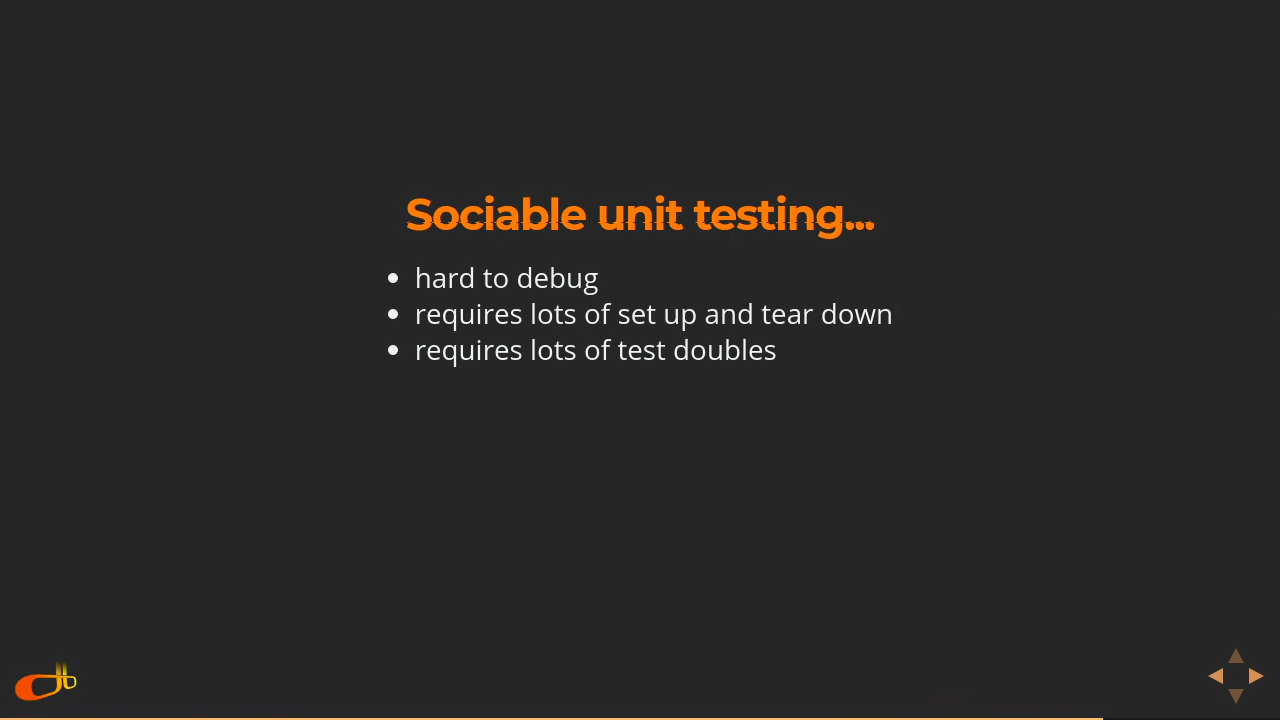 Sociable unit testing...
hard to debug
requires lots of set up and tear down
requires lots of test doubles